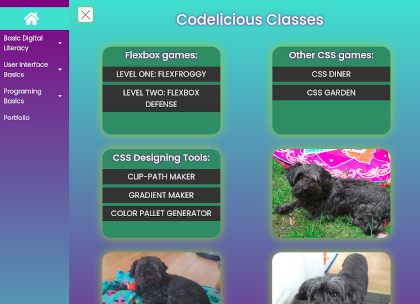 Codelicious Classes
Basic Digital
Literacy
User Interface
Basics
Programing
Basics
Portfolio
Flexbox games:
LEVEL ONE: FLEXFROGGY
LEVEL TWO: FLEXBOX
DEFENSE
Other CSS games:
CSS DINER
CSS GARDEN
CSS Designing Tools:
CLIP-PATH MAKER
GRADIENT MAKER
COLOR PALLET GENERATOR